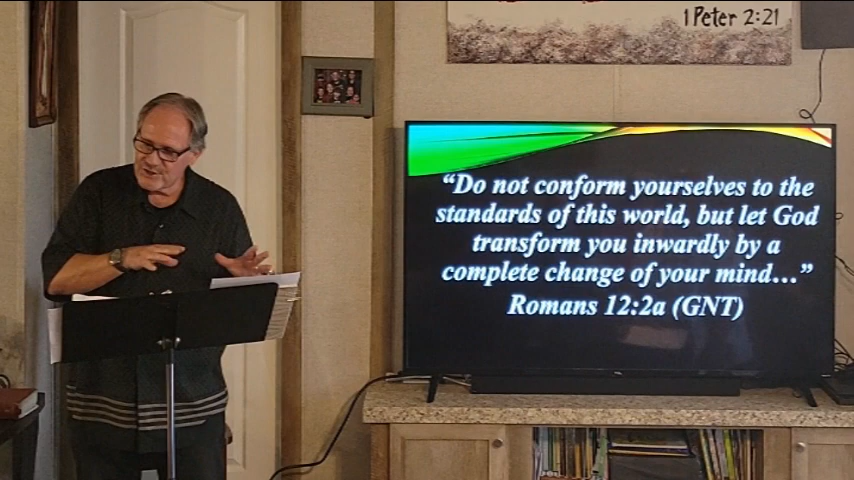 1 Peter 2:21
“Do not conform yourselves to the
standards of this world, but let God
transform you inwardly by a
complete change of your mind…”
Romans 12:2a (GNT)